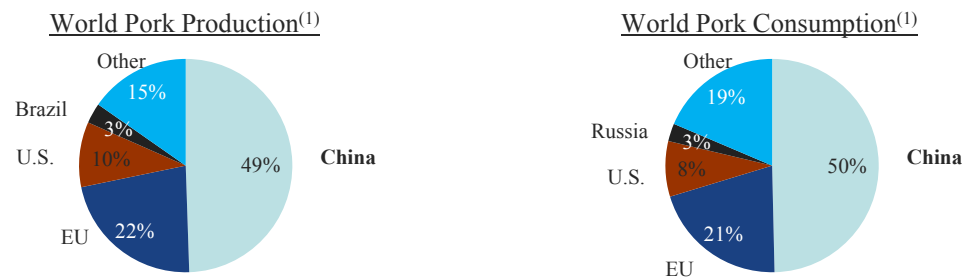 World Pork Production(1)
Other
15%
Brazil
3%
U.S.
10%
49%
China
EU
22%
World Pork Consumption(1)
Other
19%
Russia
3%
U.S.
8%
50%
China
21%
EU